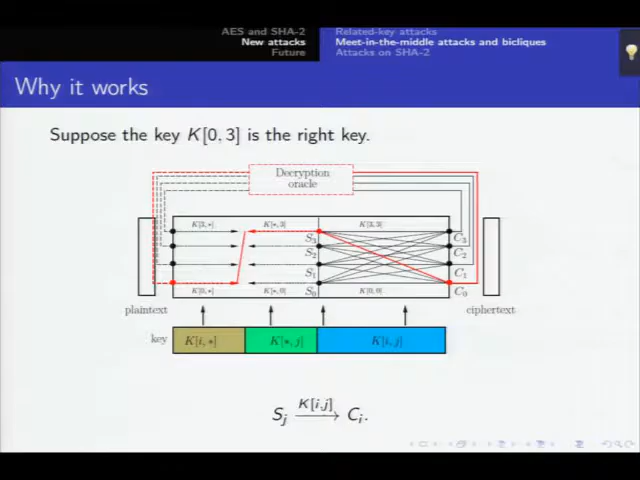 AES and SHA-2
New attacks
Future
Related-key attacks
Meet-in-the-middle attacks and bicliques
Attacks on SHA-2
Why it works
Suppose the key K[0, 3] is the right key.
Decryption
oracle
K[3,*]
K[*,3]
K[3,3]
S₃
C₃
S₂
C₂
S₁
C₁
K[0,*]
K[*,0]
S₀
K[0,0]
C₀
plaintext
ciphertext
key
K[i,*]
K[*,j]
K[i,j]
K[i,j]
Sⱼ ⟶ Cᵢ.